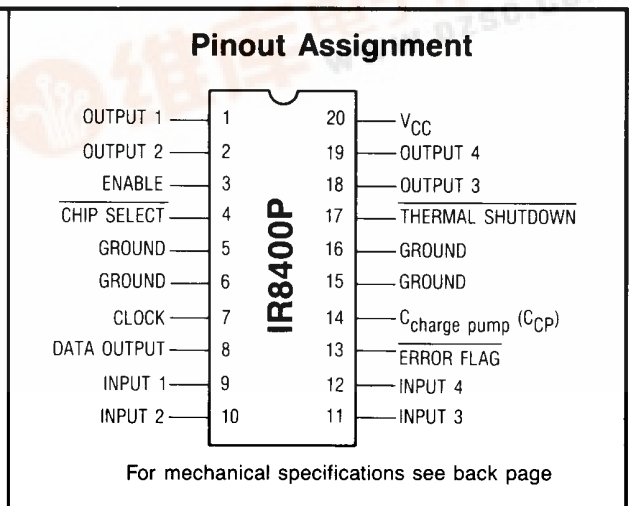 Pinout Assignment
OUTPUT 1 1 20 VCC
OUTPUT 2 2 19 OUTPUT 4
ENABLE 3 18 OUTPUT 3
CHIP SELECT 4 17 THERMAL SHUTDOWN
GROUND 5 16 GROUND
GROUND 6 15 GROUND
CLOCK 7 14 Ccharge pump (CCP)
DATA OUTPUT 8 13 ERROR FLAG
INPUT 1 9 12 INPUT 4
INPUT 2 10 11 INPUT 3
IR8400P
For mechanical specifications see back page